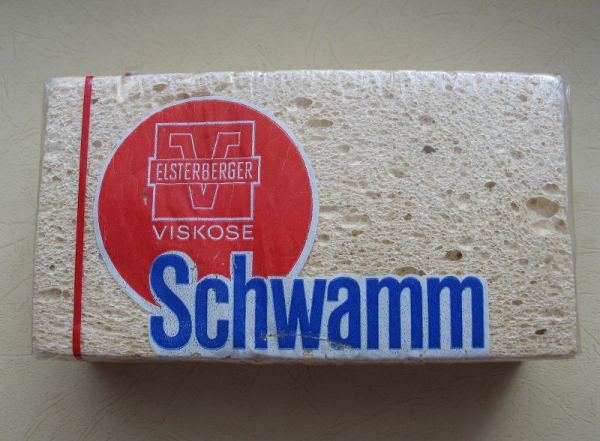 V
ELSTERBERGER
VISKOSE
Schwamm